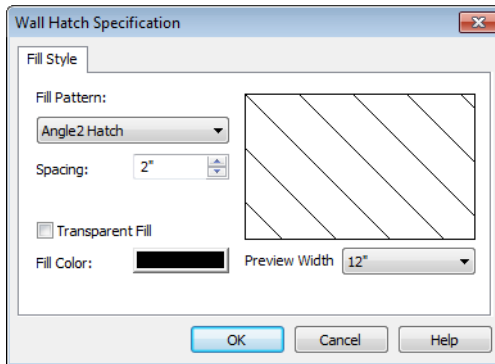 Wall Hatch Specification
Fill Style
Fill Pattern:
Angle2 Hatch
Spacing: 2"
Transparent Fill
Fill Color:
Preview Width 12"
OK Cancel Help